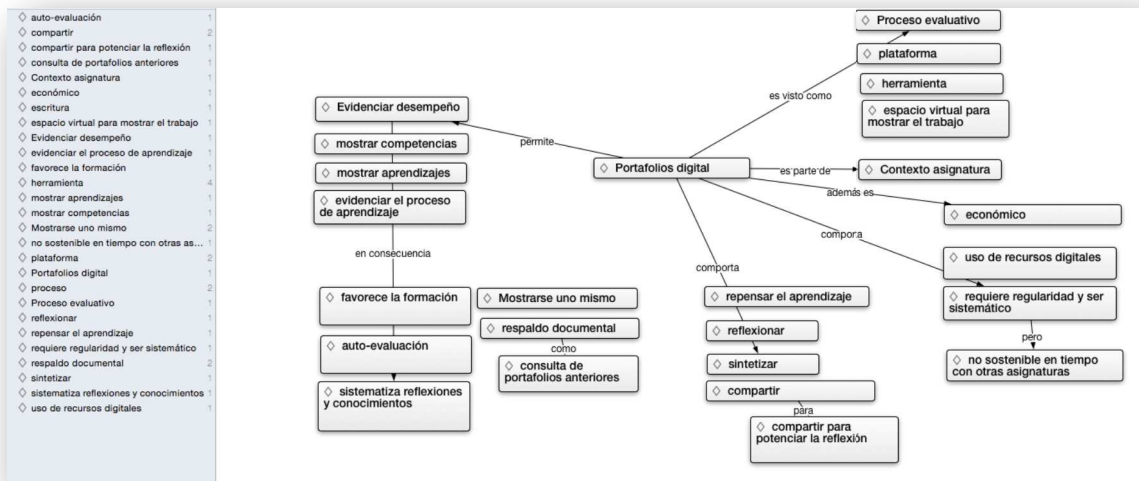 ◇ auto-evaluación 1
◇ compartir 2
◇ compartir para potenciar la reflexión 1
◇ consulta de portafolios anteriores 1
◇ Contexto asignatura 1
◇ económico 1
◇ escritura 1
◇ espacio virtual para mostrar el trabajo 1
◇ Evidenciar desempeño 1
◇ evidenciar el proceso de aprendizaje 1
◇ favorece la formación 1
◇ herramienta 4
◇ mostrar aprendizajes 1
◇ mostrar competencias 1
◇ Mostrarse uno mismo 2
◇ no sostenible en tiempo con otras as... 1
◇ plataforma 2
◇ Portafolios digital 1
◇ proceso 2
◇ Proceso evaluativo 1
◇ reflexionar 1
◇ repensar el aprendizaje 1
◇ requiere regularidad y ser sistemático 1
◇ respaldo documental 2
◇ sintetizar 1
◇ sistematiza reflexiones y conocimientos 1
◇ uso de recursos digitales 1
◇ Evidenciar desempeño
◇ mostrar competencias
◇ mostrar aprendizajes
◇ evidenciar el proceso
de aprendizaje
en consecuencia
◇ favorece la formación
◇ auto-evaluación
◇ sistematiza reflexiones
y conocimientos
◇ Mostrarse uno mismo
◇ respaldo documental
como
◇ consulta de
portafolios anteriores
permite
◇ Portafolios digital
es visto como
◇ Proceso evaluativo
◇ plataforma
◇ herramienta
◇ espacio virtual para
mostrar el trabajo
es parte de
◇ Contexto asignatura
además es
◇ económico
compora
◇ uso de recursos digitales
◇ requiere regularidad y ser
sistemático
pero
◇ no sostenible en tiempo
con otras asignaturas
comporta
◇ repensar el aprendizaje
◇ reflexionar
◇ sintetizar
◇ compartir
para
◇ compartir para
potenciar la reflexión